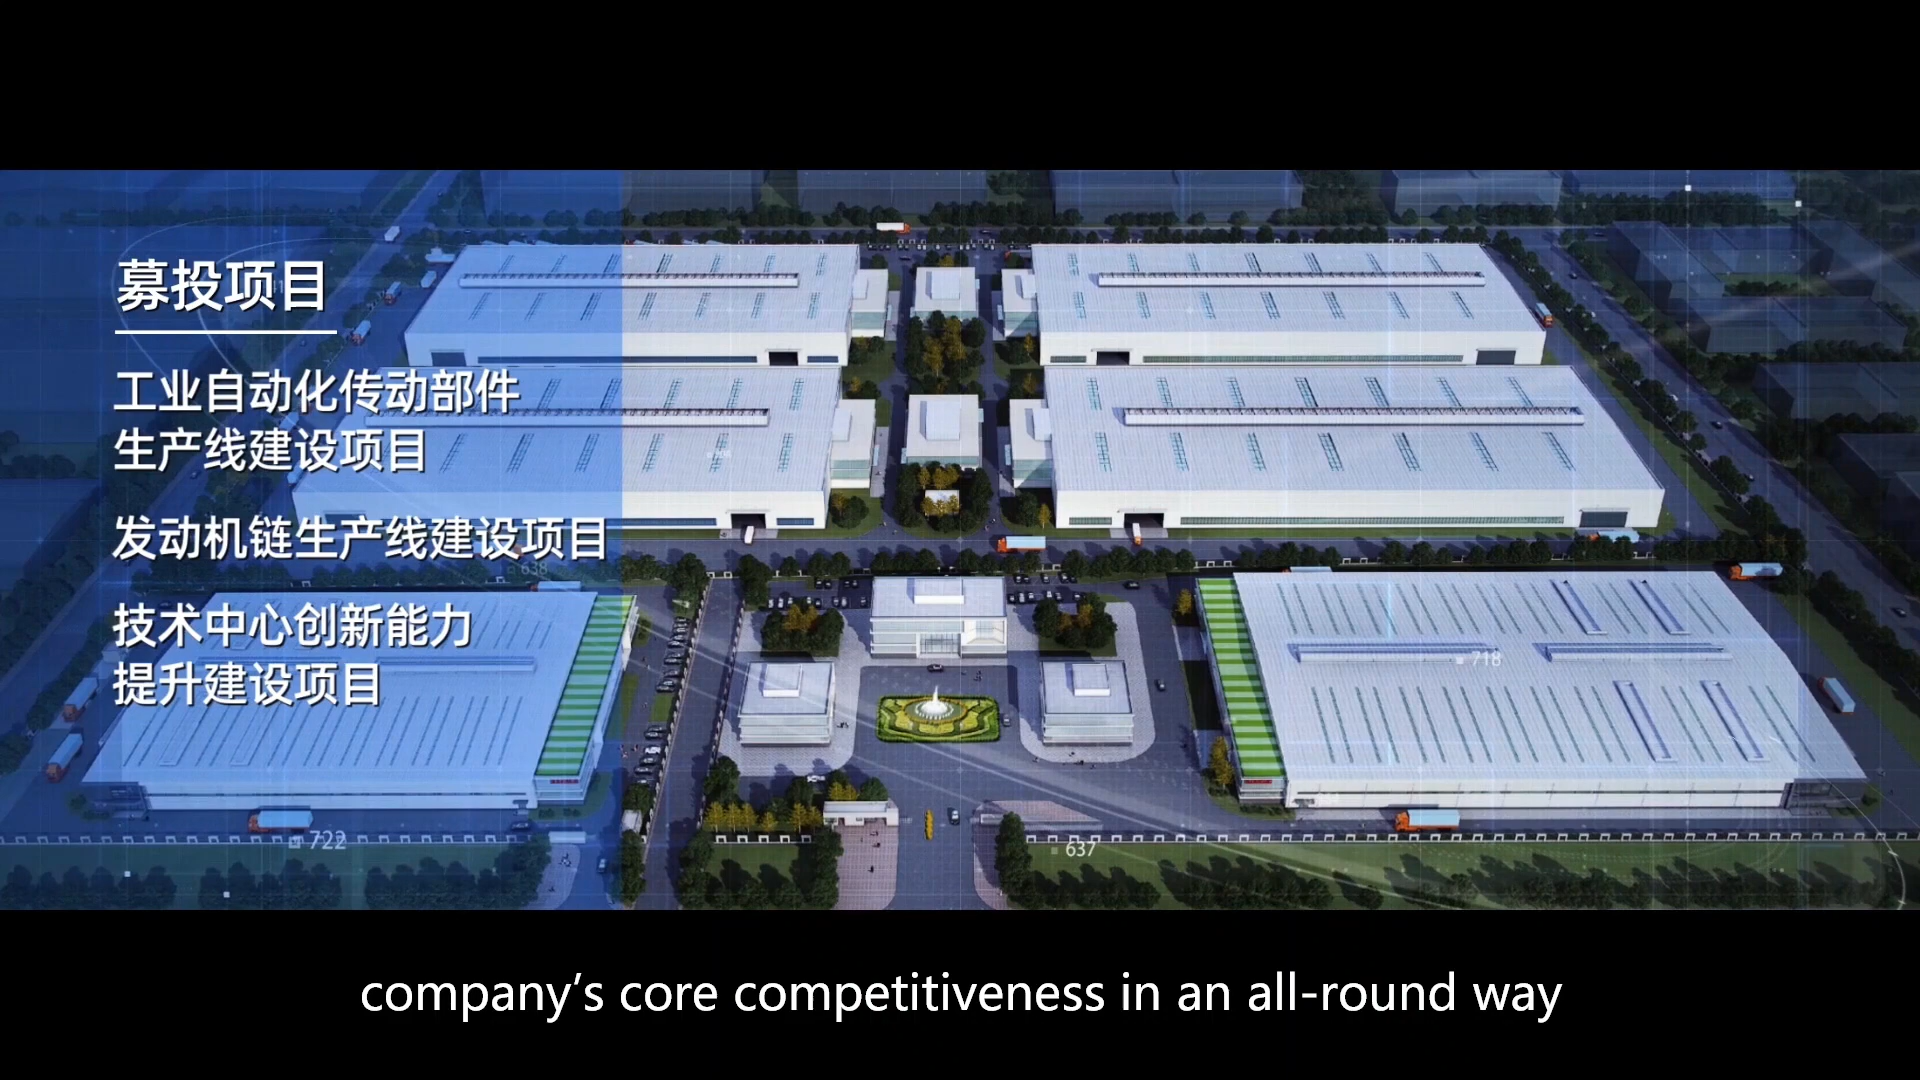 募投项目
工业自动化传动部件
生产线建设项目
发动机链生产线建设项目
638
技术中心创新能力
提升建设项目
718
722
637
company's core competitiveness in an all-round way